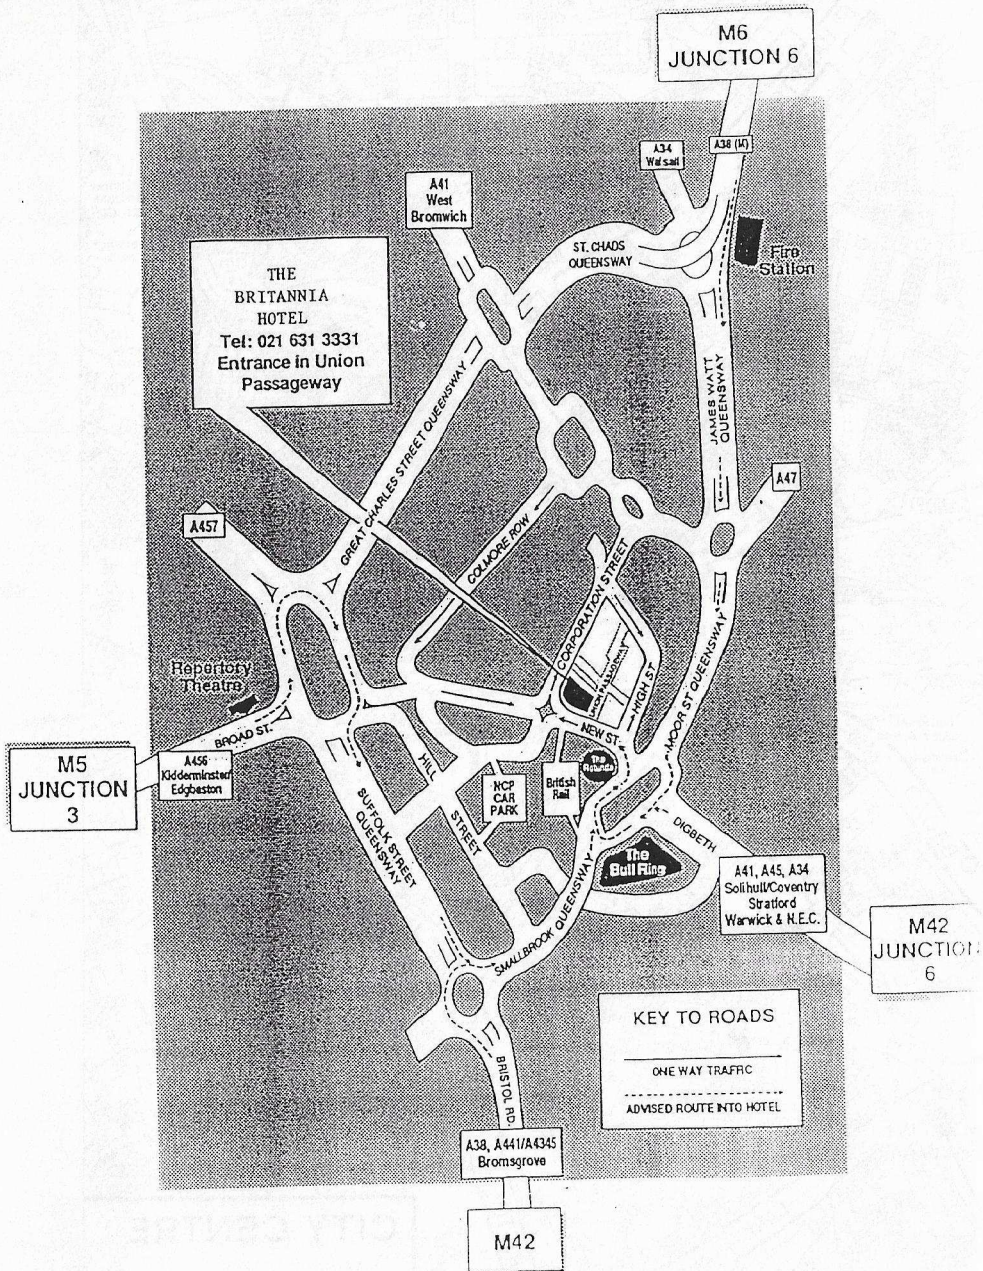 M6
JUNCTION 6
A34
Walsall
A38 (M)
A41
West
Bromwich
ST. CHADS
QUEENSWAY
Fire
Station
THE
BRITANNIA
HOTEL
Tel: 021 631 3331
Entrance in Union
Passageway
JAMES WATT
QUEENSWAY
GREAT CHARLES STREET QUEENSWAY
A47
A457
COLMORE ROW
CORPORATION STREET
Repertory
Theatre
HIGH ST
MOOR ST QUEENSWAY
NEW ST.
BROAD ST.
M5
JUNCTION
3
A456
Kidderminster/
Edgbaston
HILL
STREET
NCP
CAR
PARK
British
Rail
The
Rotunda
SUFFOLK STREET
QUEENSWAY
DIGBETH
The
Bull Ring
A41, A45, A34
Solihull/Coventry
Stratford
Warwick & N.E.C.
M42
JUNCTION
6
SMALLBROOK QUEENSWAY
KEY TO ROADS
ONE WAY TRAFFIC
ADVISED ROUTE INTO HOTEL
BRISTOL RD.
A38, A441/A4345
Bromsgrove
M42
CITY CENTRE